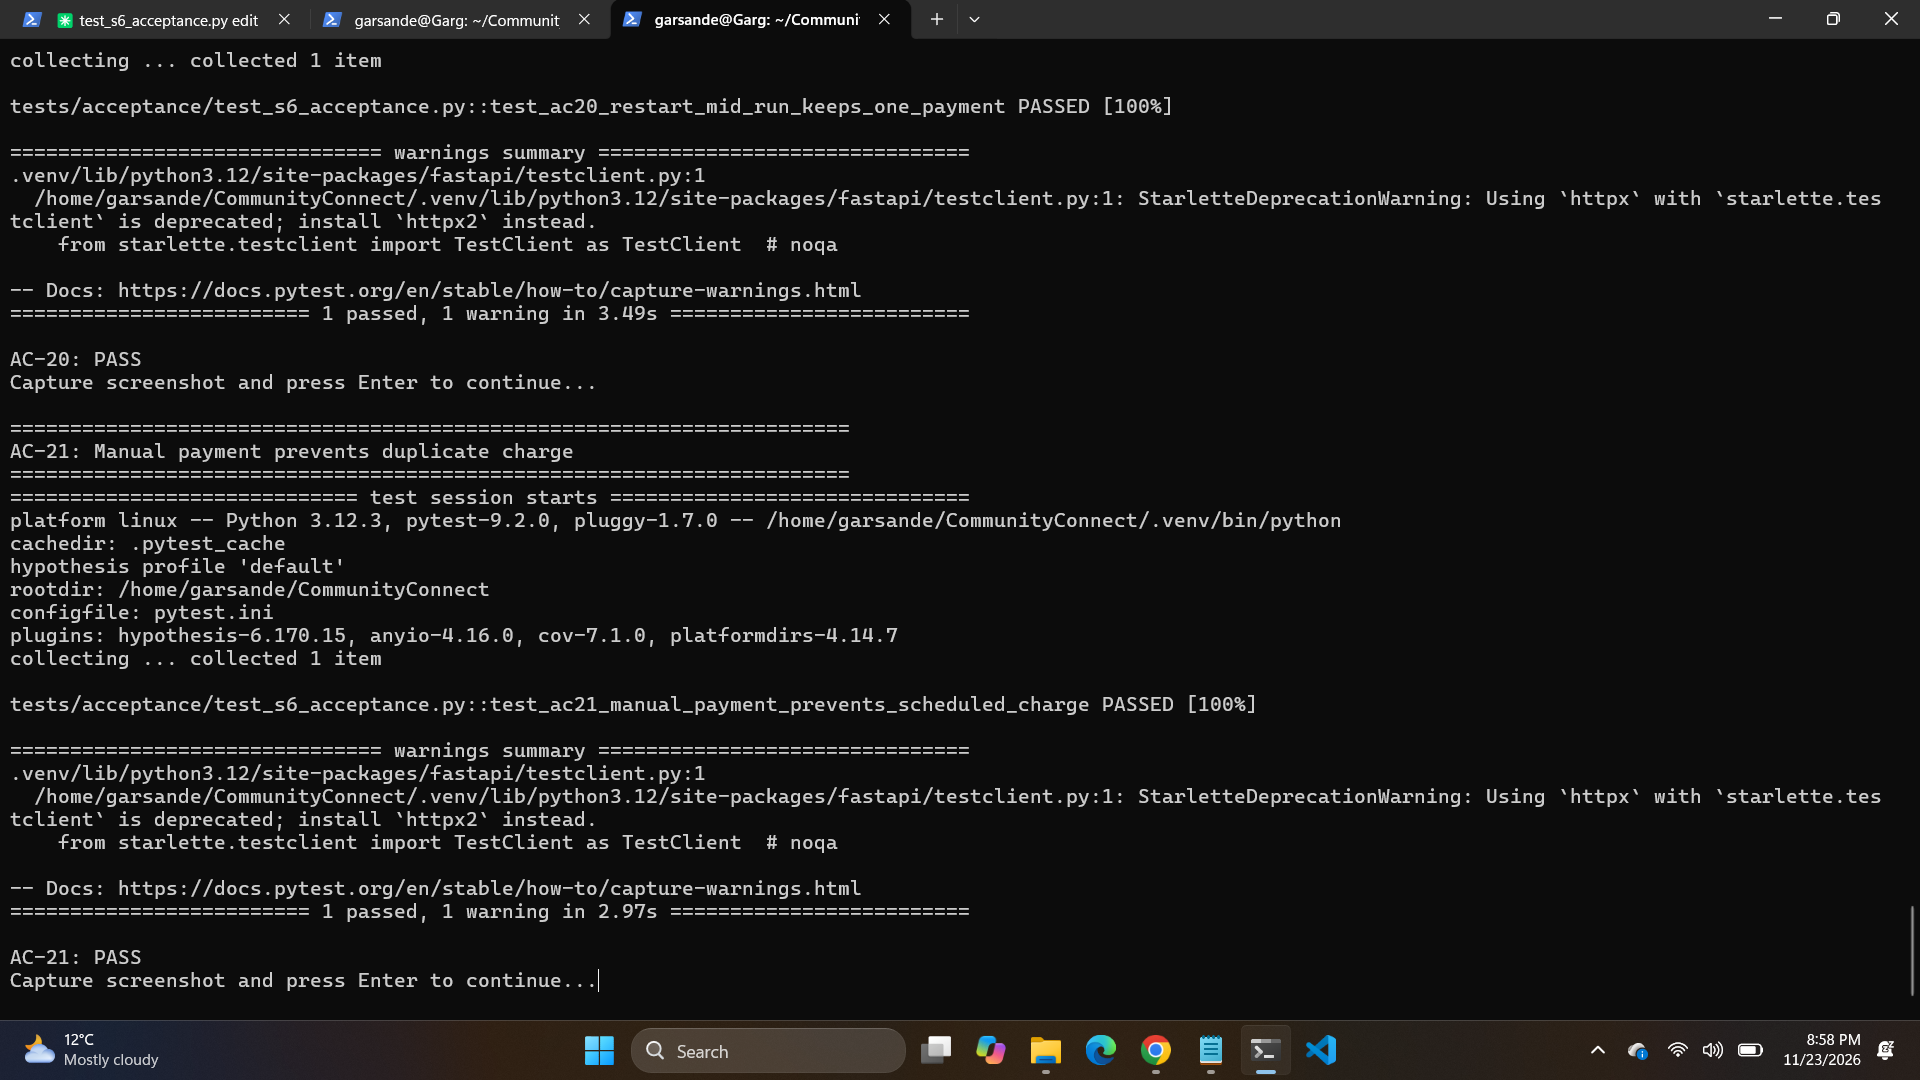 test_s6_acceptance.py edit
garsande@Garg: ~/Communit
garsande@Garg: ~/Communi
collecting ... collected 1 item
tests/acceptance/test_s6_acceptance.py::test_ac20_restart_mid_run_keeps_one_payment PASSED [100%]
=============================== warnings summary ===============================
.venv/lib/python3.12/site-packages/fastapi/testclient.py:1
/home/garsande/CommunityConnect/.venv/lib/python3.12/site-packages/fastapi/testclient.py:1: StarletteDeprecationWarning: Using `httpx` with `starlette.tes
tclient` is deprecated; install `httpx2` instead.
from starlette.testclient import TestClient as TestClient  # noqa
-- Docs: https://docs.pytest.org/en/stable/how-to/capture-warnings.html
========================= 1 passed, 1 warning in 3.49s =========================
AC-20: PASS
Capture screenshot and press Enter to continue...
======================================================================
AC-21: Manual payment prevents duplicate charge
======================================================================
============================= test session starts ==============================
platform linux -- Python 3.12.3, pytest-9.2.0, pluggy-1.7.0 -- /home/garsande/CommunityConnect/.venv/bin/python
cachedir: .pytest_cache
hypothesis profile 'default'
rootdir: /home/garsande/CommunityConnect
configfile: pytest.ini
plugins: hypothesis-6.170.15, anyio-4.16.0, cov-7.1.0, platformdirs-4.14.7
collecting ... collected 1 item
tests/acceptance/test_s6_acceptance.py::test_ac21_manual_payment_prevents_scheduled_charge PASSED [100%]
=============================== warnings summary ===============================
.venv/lib/python3.12/site-packages/fastapi/testclient.py:1
/home/garsande/CommunityConnect/.venv/lib/python3.12/site-packages/fastapi/testclient.py:1: StarletteDeprecationWarning: Using `httpx` with `starlette.tes
tclient` is deprecated; install `httpx2` instead.
from starlette.testclient import TestClient as TestClient  # noqa
-- Docs: https://docs.pytest.org/en/stable/how-to/capture-warnings.html
========================= 1 passed, 1 warning in 2.97s =========================
AC-21: PASS
Capture screenshot and press Enter to continue...
12°C
Mostly cloudy
Search
8:58 PM
11/23/2026